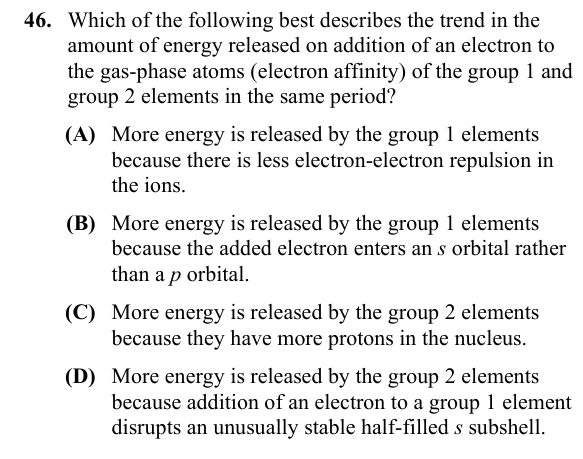 46. Which of the following best describes the trend in the
amount of energy released on addition of an electron to
the gas-phase atoms (electron affinity) of the group 1 and
group 2 elements in the same period?
(A) More energy is released by the group 1 elements
because there is less electron-electron repulsion in
the ions.
(B) More energy is released by the group 1 elements
because the added electron enters an s orbital rather
than a p orbital.
(C) More energy is released by the group 2 elements
because they have more protons in the nucleus.
(D) More energy is released by the group 2 elements
because addition of an electron to a group 1 element
disrupts an unusually stable half-filled s subshell.